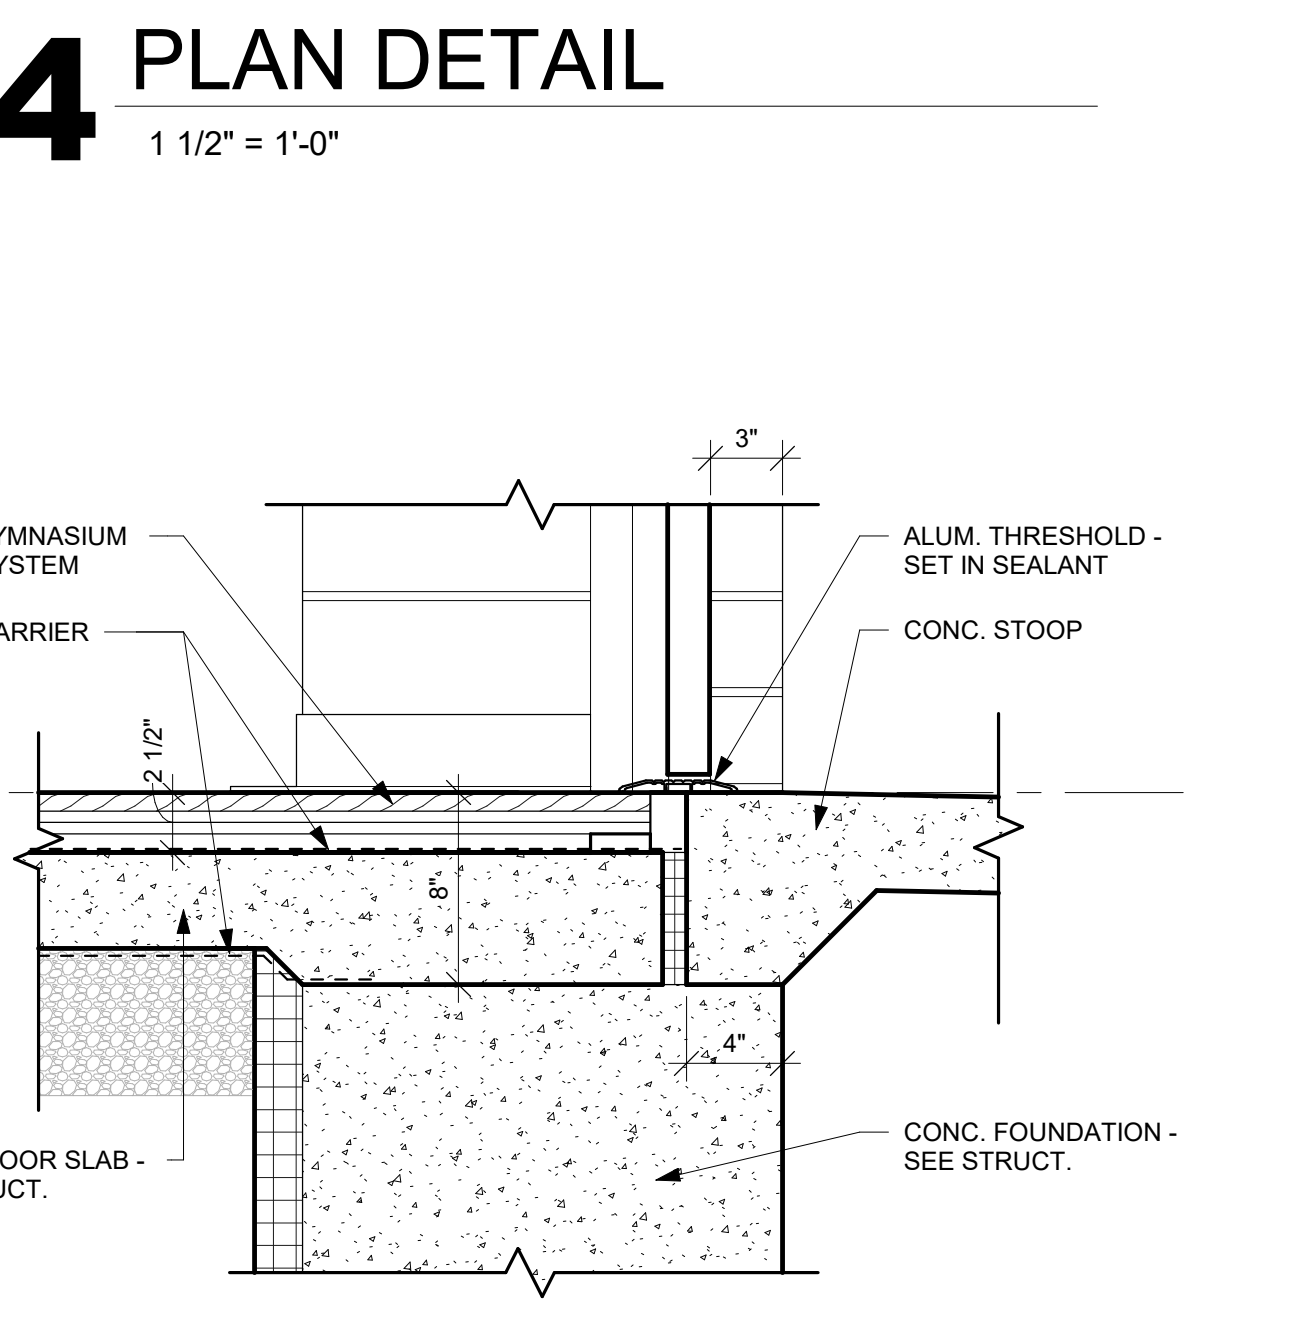 4 PLAN DETAIL
1 1/2" = 1'-0"
3"
YMNASIUM
YSTEM
ARRIER
ALUM. THRESHOLD -
SET IN SEALANT
CONC. STOOP
2 1/2"
8"
4"
OOR SLAB -
UCT.
CONC. FOUNDATION -
SEE STRUCT.